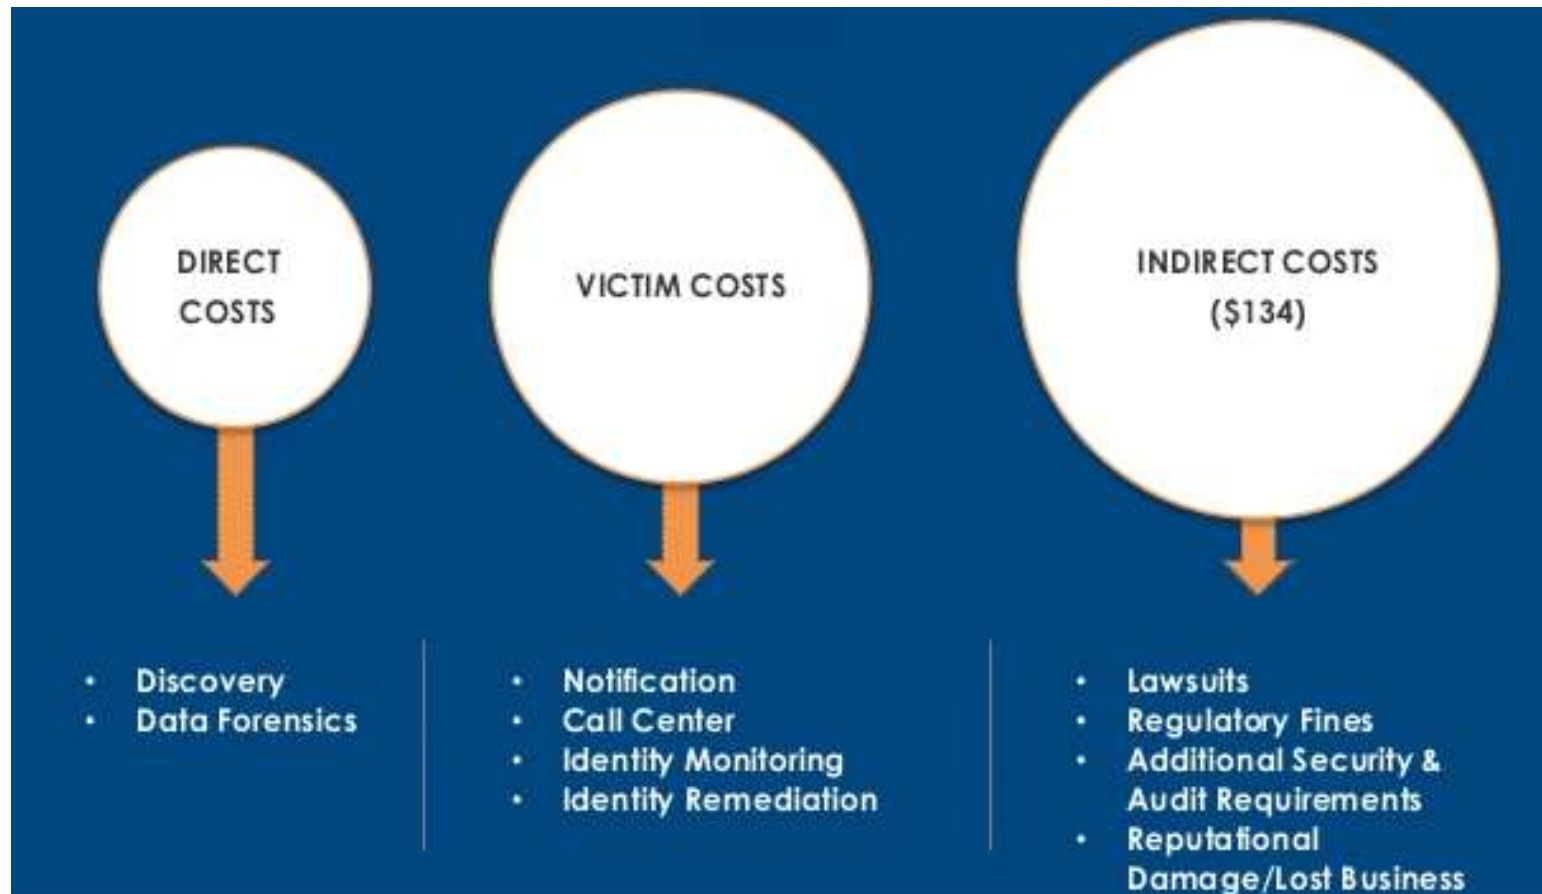 DIRECT
COSTS
VICTIM COSTS
INDIRECT COSTS
($134)
• Discovery
• Data Forensics
• Notification
• Call Center
• Identity Monitoring
• Identity Remediation
• Lawsuits
• Regulatory Fines
• Additional Security &
Audit Requirements
• Reputational
Damage/Lost Business